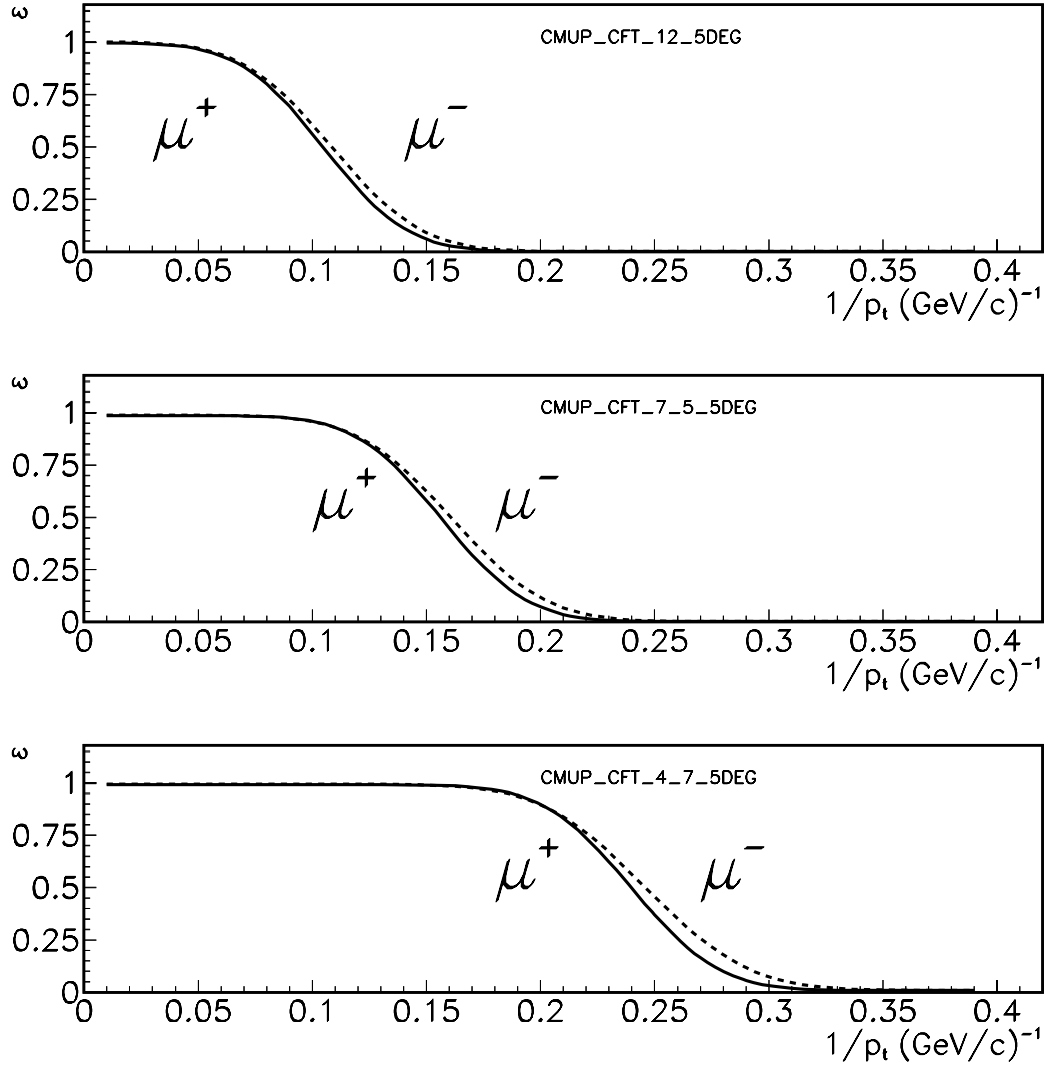 ε
CMUP_CFT_12_5DEG
1
0.75
0.5
0.25
0
μ+ μ−
0 0.05 0.1 0.15 0.2 0.25 0.3 0.35 0.4
1/pt (GeV/c)−1
ε
CMUP_CFT_7_5_5DEG
1
0.75
0.5
0.25
0
μ+ μ−
0 0.05 0.1 0.15 0.2 0.25 0.3 0.35 0.4
1/pt (GeV/c)−1
ε
CMUP_CFT_4_7_5DEG
1
0.75
0.5
0.25
0
μ+ μ−
0 0.05 0.1 0.15 0.2 0.25 0.3 0.35 0.4
1/pt (GeV/c)−1